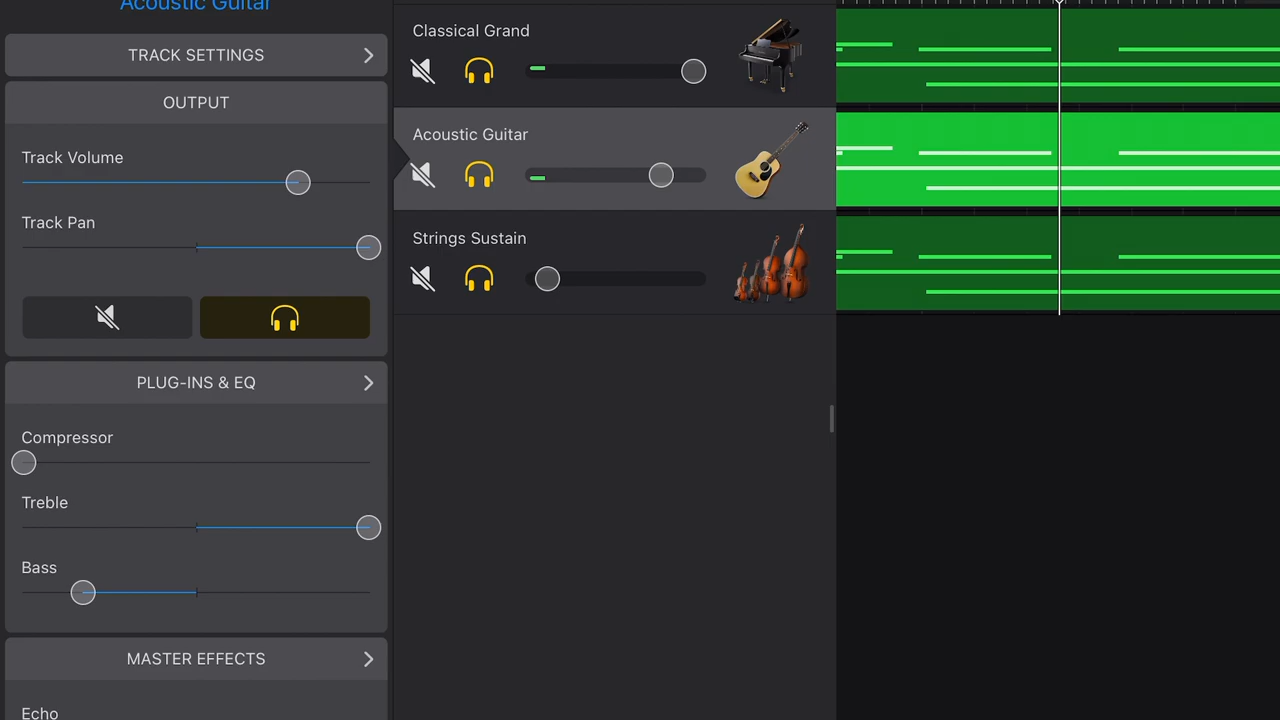 Acoustic Guitar
TRACK SETTINGS
OUTPUT
Track Volume
Track Pan
PLUG-INS & EQ
Compressor
Treble
Bass
MASTER EFFECTS
Echo
Classical Grand
Acoustic Guitar
Strings Sustain